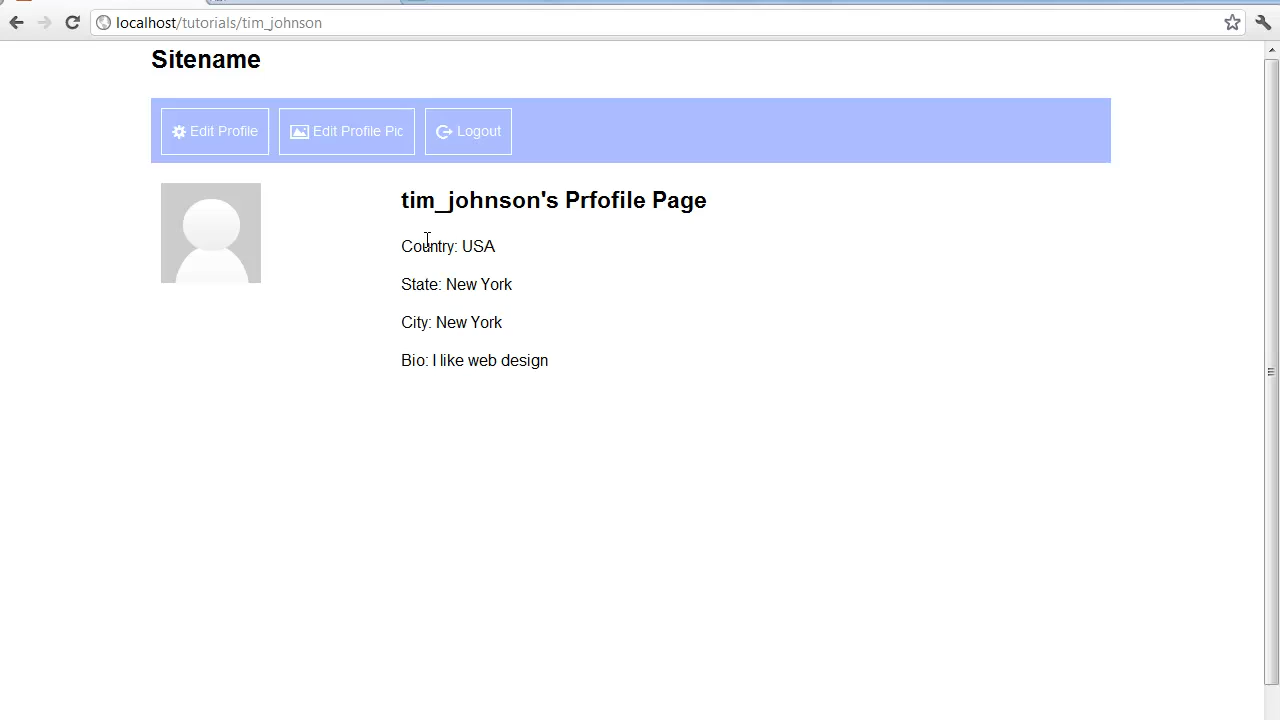 localhost/tutorials/tim_johnson
Sitename
Edit Profile
Edit Profile Pic
Logout
tim_johnson's Prfofile Page
Country: USA
State: New York
City: New York
Bio: I like web design